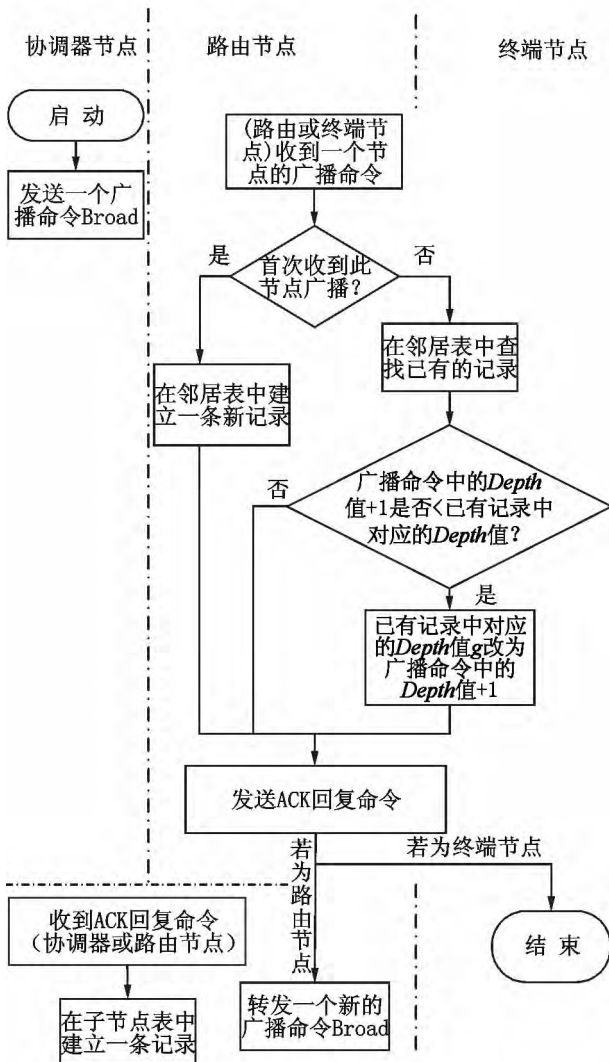 协调器节点
路由节点
终端节点
启 动
发送一个广
播命令Broad
(路由或终端节
点)收到一个节
点的广播命令
首次收到此
节点广播?
是
否
在邻居表中建
立一条新记录
在邻居表中查
找已有的记录
广播命令中的Depth
值+1是否<已有记录中
对应的Depth值?
否
是
已有记录中对应
的Depth值g改为
广播命令中的
Depth值+1
发送ACK回复命令
若为路由节点
若为终端节点
收到ACK回复命令
(协调器或路由节点)
在子节点表中
建立一条记录
转发一个新的
广播命令Broad
结 束